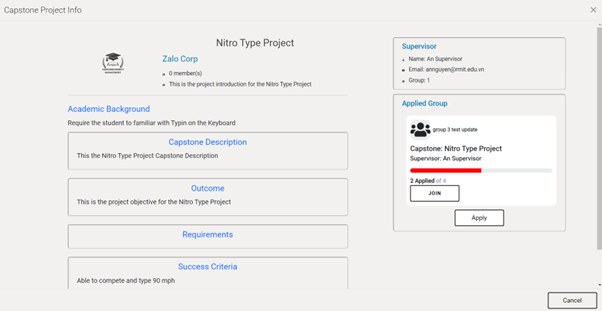 Capstone Project Info
Nitro Type Project
Zalo Corp
0 member(s)
This is the project introduction for the Nitro Type Project
Academic Background
Require the student to familiar with Typin on the Keyboard
Capstone Description
This the Nitro Type Project Capstone Description
Outcome
This is the project objective for the Nitro Type Project
Requirements
Success Criteria
Able to compete and type 90 mph
Supervisor
Name: An Supervisor
Email: annguyen@rmit.edu.vn
Group: 1
Applied Group
group 3 test update
Capstone: Nitro Type Project
Supervisor: An Supervisor
2 Applied of 4
JOIN
Apply
Cancel